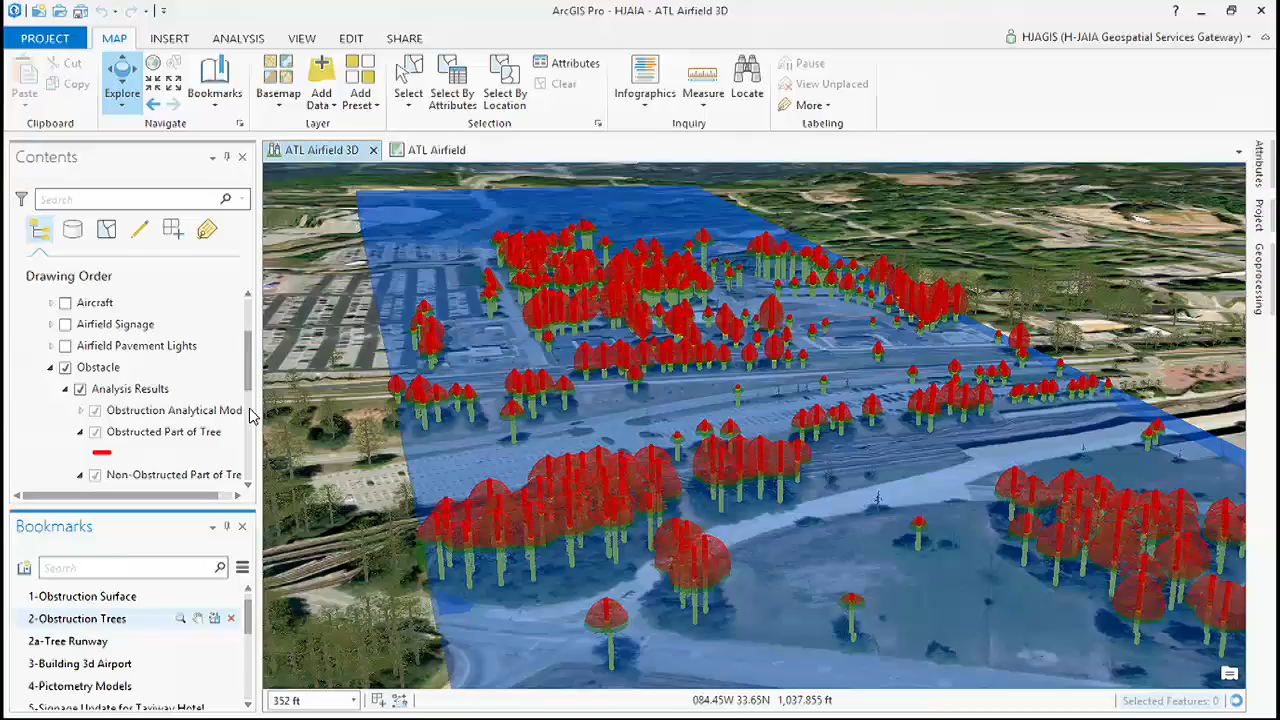 ArcGIS Pro - HJAIA - ATL Airfield 3D
PROJECT MAP INSERT ANALYSIS VIEW EDIT SHARE
HJAGIS (H-JAIA Geospatial Services Gateway)
Paste
Cut
Copy
Clipboard
Explore
Bookmarks
Navigate
Basemap
Add Data
Add Preset
Layer
Select
Select By Attributes
Select By Location
Attributes
Clear
Selection
Infographics
Measure
Locate
Inquiry
Pause
View Unplaced
More
Labeling
Contents
Search
Drawing Order
Aircraft
Airfield Signage
Airfield Pavement Lights
Obstacle
Analysis Results
Obstruction Analytical Mod
Obstructed Part of Tree
Non-Obstructed Part of Tre
Bookmarks
Search
1-Obstruction Surface
2-Obstruction Trees
2a-Tree Runway
3-Building 3d Airport
4-Pictometry Models
5-Signage Update for Taxiway Hotel
ATL Airfield 3D
ATL Airfield
352 ft
084.45W 33.65N 1,037.855 ft
Selected Features: 0
Attributes
Project
Geoprocessing